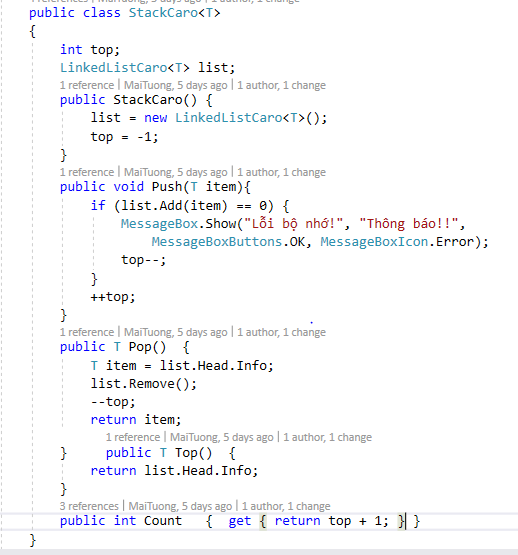 public class StackCaro<T>
{
int top;
LinkedListCaro<T> list;
1 reference | MaiTuong, 5 days ago | 1 author, 1 change
public StackCaro() {
list = new LinkedListCaro<T>();
top = -1;
}
1 reference | MaiTuong, 5 days ago | 1 author, 1 change
public void Push(T item){
if (list.Add(item) == 0) {
MessageBox.Show("Lỗi bộ nhớ!", "Thông báo!!",
MessageBoxButtons.OK, MessageBoxIcon.Error);
top--;
}
++top;
}
1 reference | MaiTuong, 5 days ago | 1 author, 1 change
public T Pop()  {
T item = list.Head.Info;
list.Remove();
--top;
return item;
1 reference | MaiTuong, 5 days ago | 1 author, 1 change
}     public T Top()  {
return list.Head.Info;
}
3 references | MaiTuong, 5 days ago | 1 author, 1 change
public int Count   {  get { return top + 1; } }
}